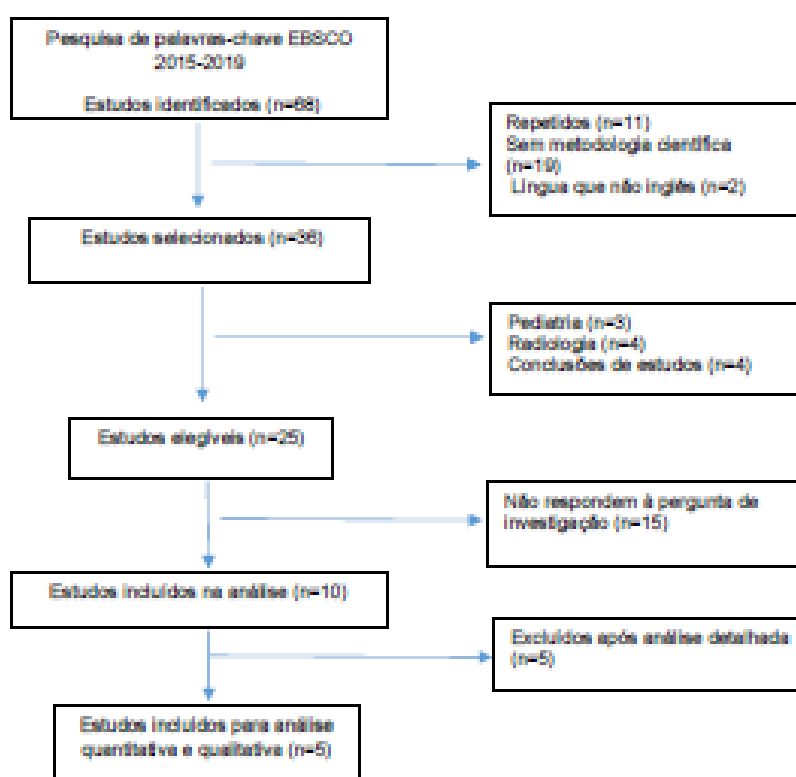 Pesquisa de palavras-chave EBSCO
2015-2019
Estudos identificados (n=68)
Repetidos (n=11)
Sem metodologia científica
(n=19)
Língua que não inglês (n=2)
Estudos selecionados (n=36)
Pediatria (n=3)
Radiologia (n=4)
Conclusões de estudos (n=4)
Estudos elegíveis (n=25)
Não respondem à pergunta de
investigação (n=15)
Estudos incluídos na análise (n=10)
Excluídos após análise detalhada
(n=5)
Estudos incluídos para análise
quantitativa e qualitativa (n=5)